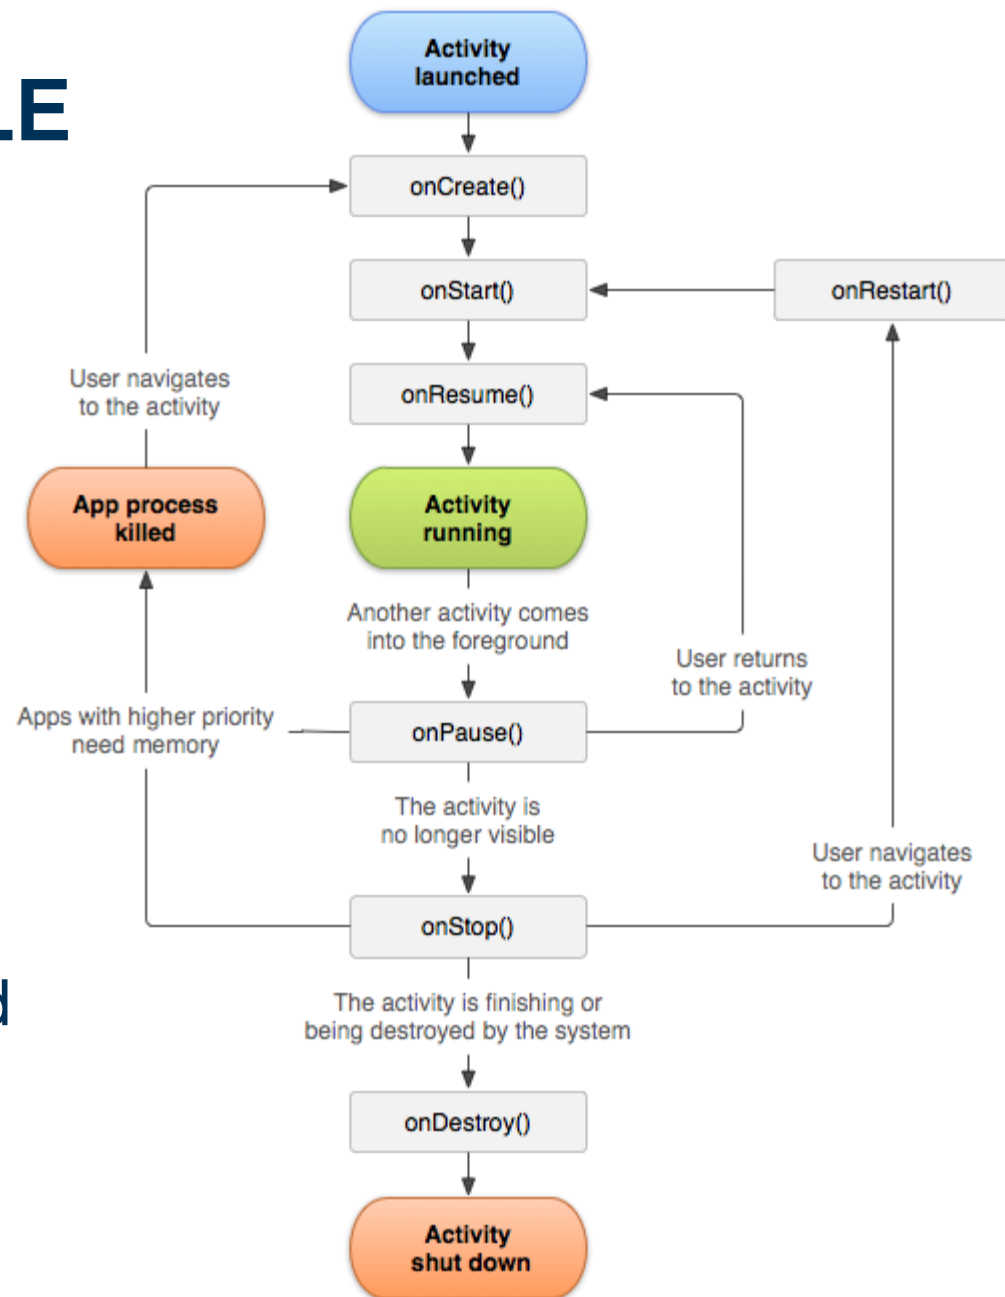 Activity
launched
LE
onCreate()
onStart()
onRestart()
User navigates
to the activity
onResume()
App process
killed
Activity
running
Another activity comes
into the foreground
User returns
to the activity
Apps with higher priority
need memory
onPause()
The activity is
no longer visible
User navigates
to the activity
onStop()
d
The activity is finishing or
being destroyed by the system
onDestroy()
Activity
shut down